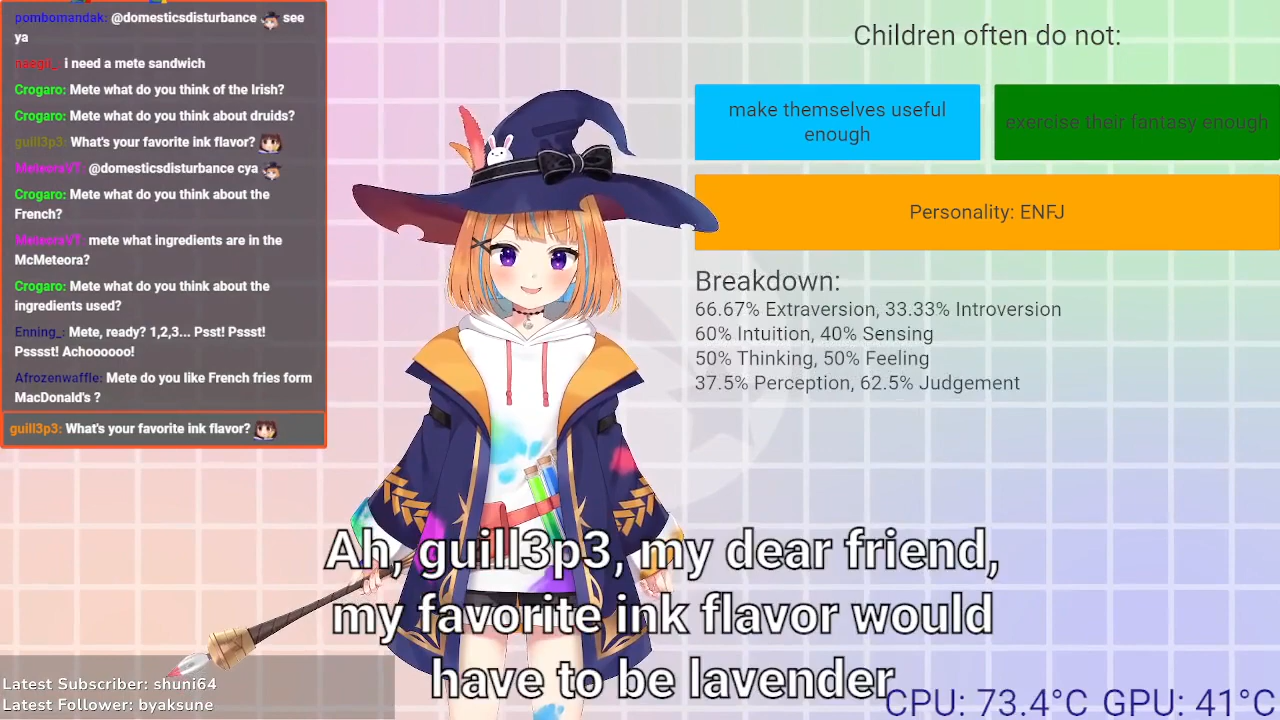 pombomandak: @domesticsdisturbance see
ya
naegii_: i need a mete sandwich
Crogaro: Mete what do you think of the Irish?
Crogaro: Mete what do you think about druids?
guill3p3: What's your favorite ink flavor?
MeteoraVT: @domesticsdisturbance cya
Crogaro: Mete what do you think about the
French?
MeteoraVT: mete what ingredients are in the
McMeteora?
Crogaro: Mete what do you think about the
ingredients used?
Enning_: Mete, ready? 1,2,3... Psst! Pssst!
Psssst! Achoooooo!
Afrozenwaffle: Mete do you like French fries form
MacDonald's ?
guill3p3: What's your favorite ink flavor?
Children often do not:
make themselves useful
enough
exercise their fantasy enough
Personality: ENFJ
Breakdown:
66.67% Extraversion, 33.33% Introversion
60% Intuition, 40% Sensing
50% Thinking, 50% Feeling
37.5% Perception, 62.5% Judgement
Ah, guill3p3, my dear friend,
my favorite ink flavor would
have to be lavender
Latest Subscriber: shuni64
Latest Follower: byaksune
CPU: 73.4°C GPU: 41°C